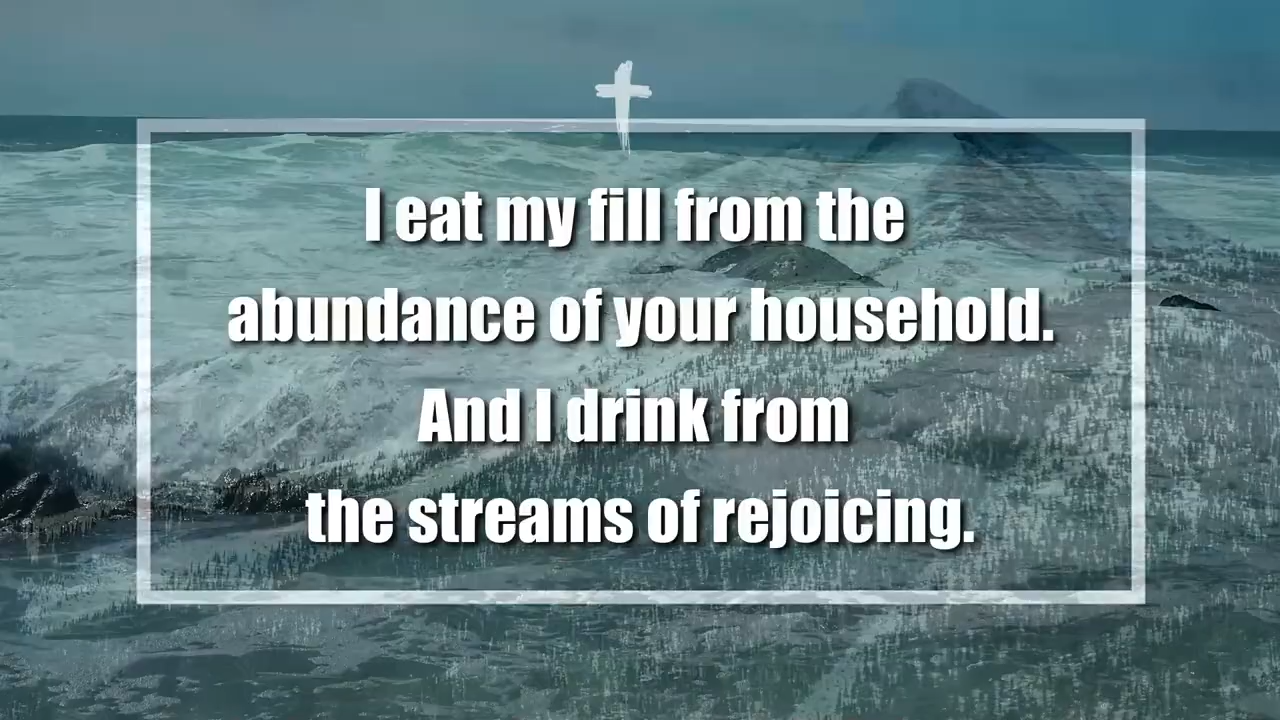 I eat my fill from the
abundance of your household.
And I drink from
the streams of rejoicing.